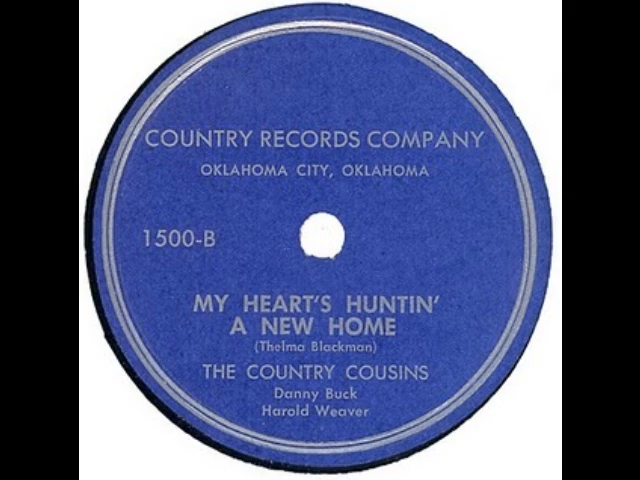 COUNTRY RECORDS COMPANY
OKLAHOMA CITY, OKLAHOMA
1500-B
MY HEART'S HUNTIN'
A NEW HOME
(Thelma Blackman)
THE COUNTRY COUSINS
Danny Buck
Harold Weaver